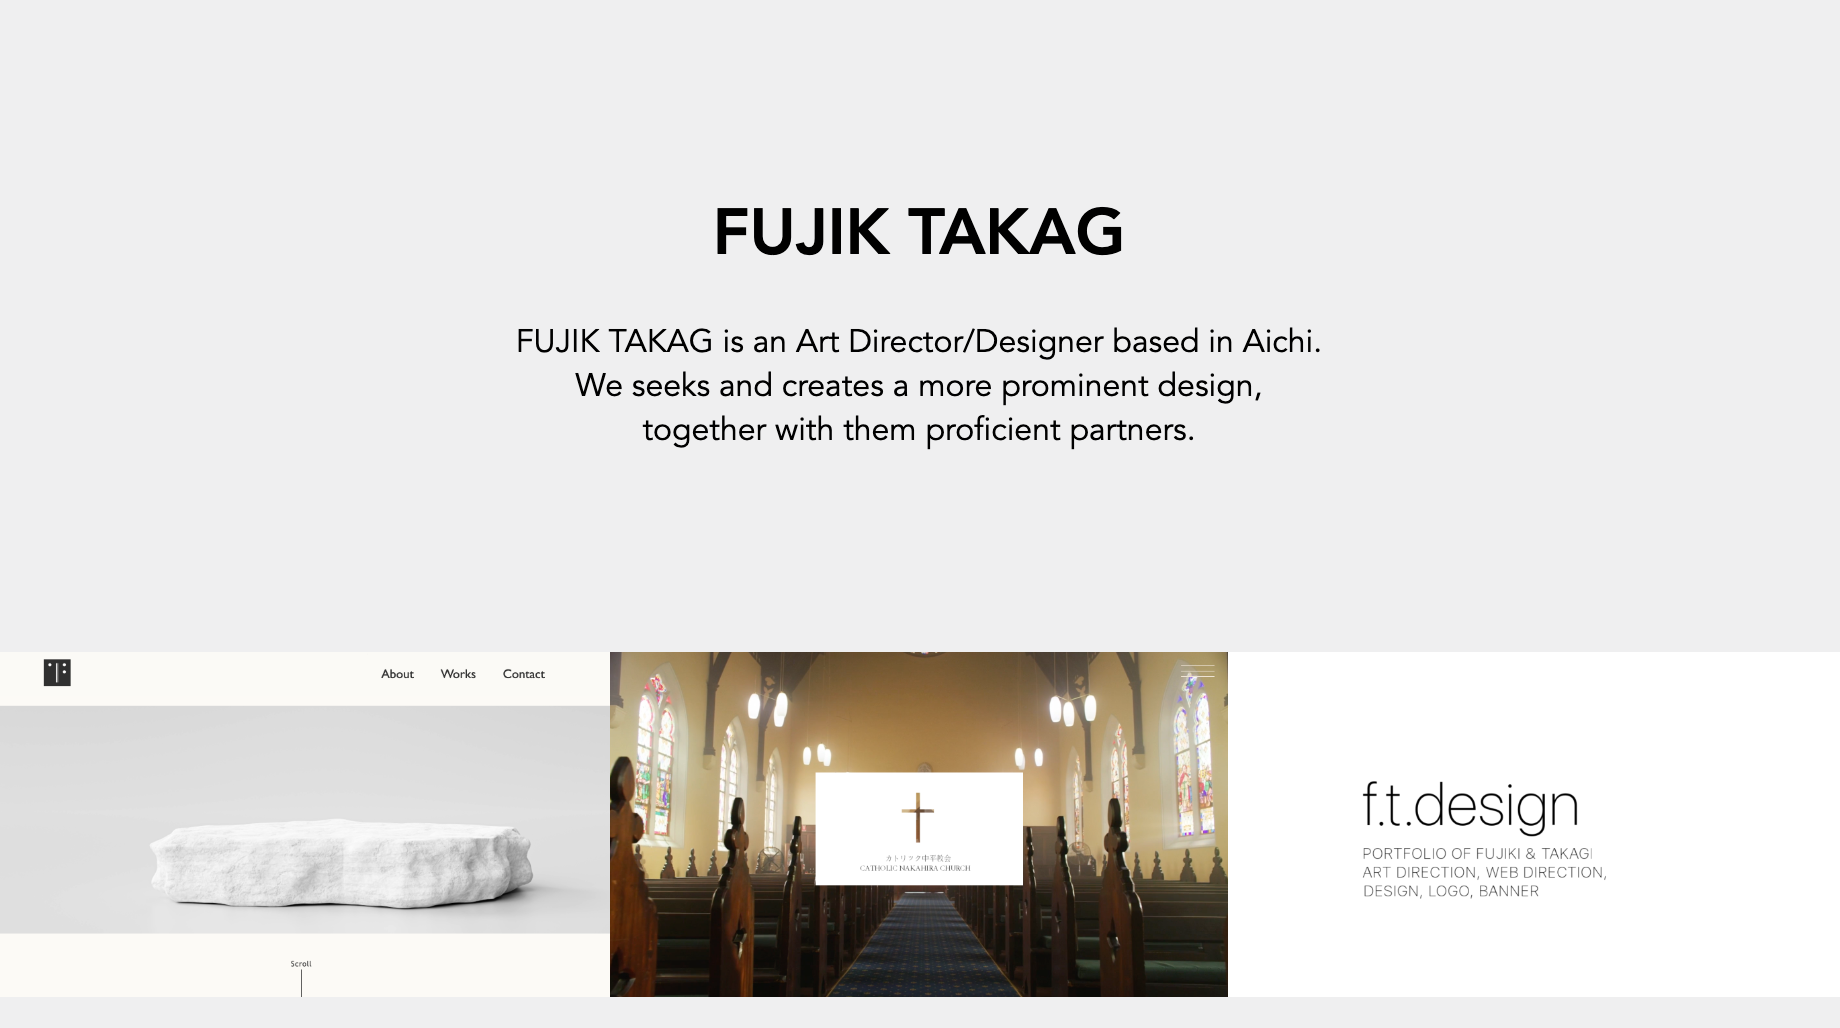 FUJIK TAKAG
FUJIK TAKAG is an Art Director/Designer based in Aichi.
We seeks and creates a more prominent design,
together with them proficient partners.
About Works Contact
Scroll
カトリック中平教会
CATHOLIC NAKAHIRA CHURCH
f.t.design
PORTFOLIO OF FUJIKI & TAKAGI
ART DIRECTION, WEB DIRECTION,
DESIGN, LOGO, BANNER